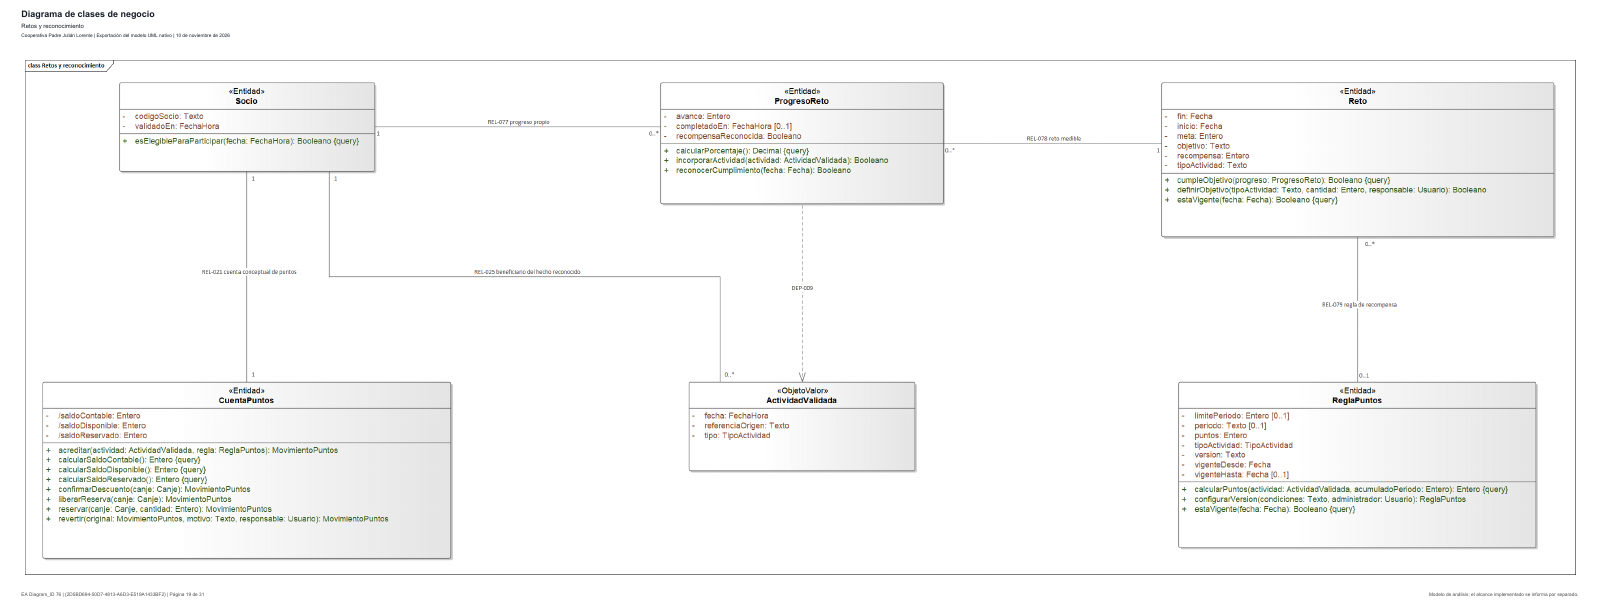 Diagrama de clases de negocio
Retos y reconocimiento
Cooperativa Padre Julián Lorente | Exportación del modelo UML nativo | 10 de noviembre de 2026
class Retos y reconocimiento
«Entidad»
Socio
- codigoSocio: Texto
- validadoEn: FechaHora
+ esElegibleParaParticipar(fecha: FechaHora): Booleano {query}
1
REL-077 progreso propio
0..*
«Entidad»
ProgresoReto
- avance: Entero
- completadoEn: FechaHora [0..1]
- recompensaReconocida: Booleano
+ calcularPorcentaje(): Decimal {query}
+ incorporarActividad(actividad: ActividadValidada): Booleano
+ reconocerCumplimiento(fecha: Fecha): Booleano
0..*
REL-078 reto medible
1
«Entidad»
Reto
- fin: Fecha
- inicio: Fecha
- meta: Entero
- objetivo: Texto
- recompensa: Entero
- tipoActividad: Texto
+ cumpleObjetivo(progreso: ProgresoReto): Booleano {query}
+ definirObjetivo(tipoActividad: Texto, cantidad: Entero, responsable: Usuario): Booleano
+ estaVigente(fecha: Fecha): Booleano {query}
1
1
0..*
REL-021 cuenta conceptual de puntos
REL-025 beneficiario del hecho reconocido
DEP-009
REL-079 regla de recompensa
1
0..*
0..1
«Entidad»
CuentaPuntos
- /saldoContable: Entero
- /saldoDisponible: Entero
- /saldoReservado: Entero
+ acreditar(actividad: ActividadValidada, regla: ReglaPuntos): MovimientoPuntos
+ calcularSaldoContable(): Entero {query}
+ calcularSaldoDisponible(): Entero {query}
+ calcularSaldoReservado(): Entero {query}
+ confirmarDescuento(canje: Canje): MovimientoPuntos
+ liberarReserva(canje: Canje): MovimientoPuntos
+ reservar(canje: Canje, cantidad: Entero): MovimientoPuntos
+ revertir(original: MovimientoPuntos, motivo: Texto, responsable: Usuario): MovimientoPuntos
«ObjetoValor»
ActividadValidada
- fecha: FechaHora
- referenciaOrigen: Texto
- tipo: TipoActividad
«Entidad»
ReglaPuntos
- limitePeriodo: Entero [0..1]
- periodo: Texto [0..1]
- puntos: Entero
- tipoActividad: TipoActividad
- version: Texto
- vigenteDesde: Fecha
- vigenteHasta: Fecha [0..1]
+ calcularPuntos(actividad: ActividadValidada, acumuladoPeriodo: Entero): Entero {query}
+ configurarVersion(condiciones: Texto, administrador: Usuario): ReglaPuntos
+ estaVigente(fecha: Fecha): Booleano {query}
EA Diagram_ID 76 | Página 19 de 31
Modelo de análisis; el alcance implementado se informa por separado